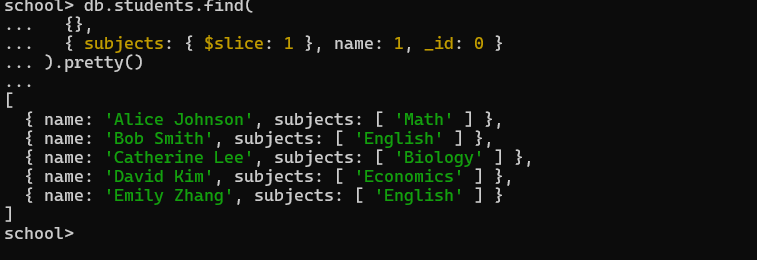 school> db.students.find(
...   {},
...   { subjects: { $slice: 1 }, name: 1, _id: 0 }
... ).pretty()
...
[
  { name: 'Alice Johnson', subjects: [ 'Math' ] },
  { name: 'Bob Smith', subjects: [ 'English' ] },
  { name: 'Catherine Lee', subjects: [ 'Biology' ] },
  { name: 'David Kim', subjects: [ 'Economics' ] },
  { name: 'Emily Zhang', subjects: [ 'English' ] }
]
school>